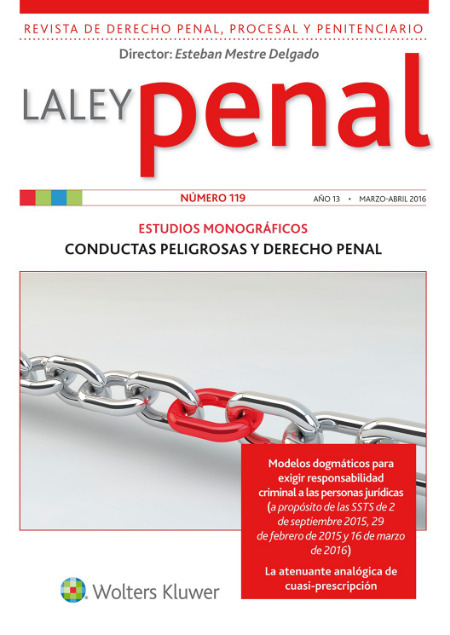 REVISTA DE DERECHO PENAL, PROCESAL Y PENITENCIARIO
Director: Esteban Mestre Delgado
LALEY penal
NÚMERO 119
AÑO 13 • MARZO-ABRIL 2016
ESTUDIOS MONOGRÁFICOS
CONDUCTAS PELIGROSAS Y DERECHO PENAL
Modelos dogmáticos para
exigir responsabilidad
criminal a las personas jurídicas
(a propósito de las SSTS de 2
de septiembre 2015, 29
de febrero de 2015 y 16 de marzo
de 2016)
La atenuante analógica de
cuasi-prescripción
Wolters Kluwer